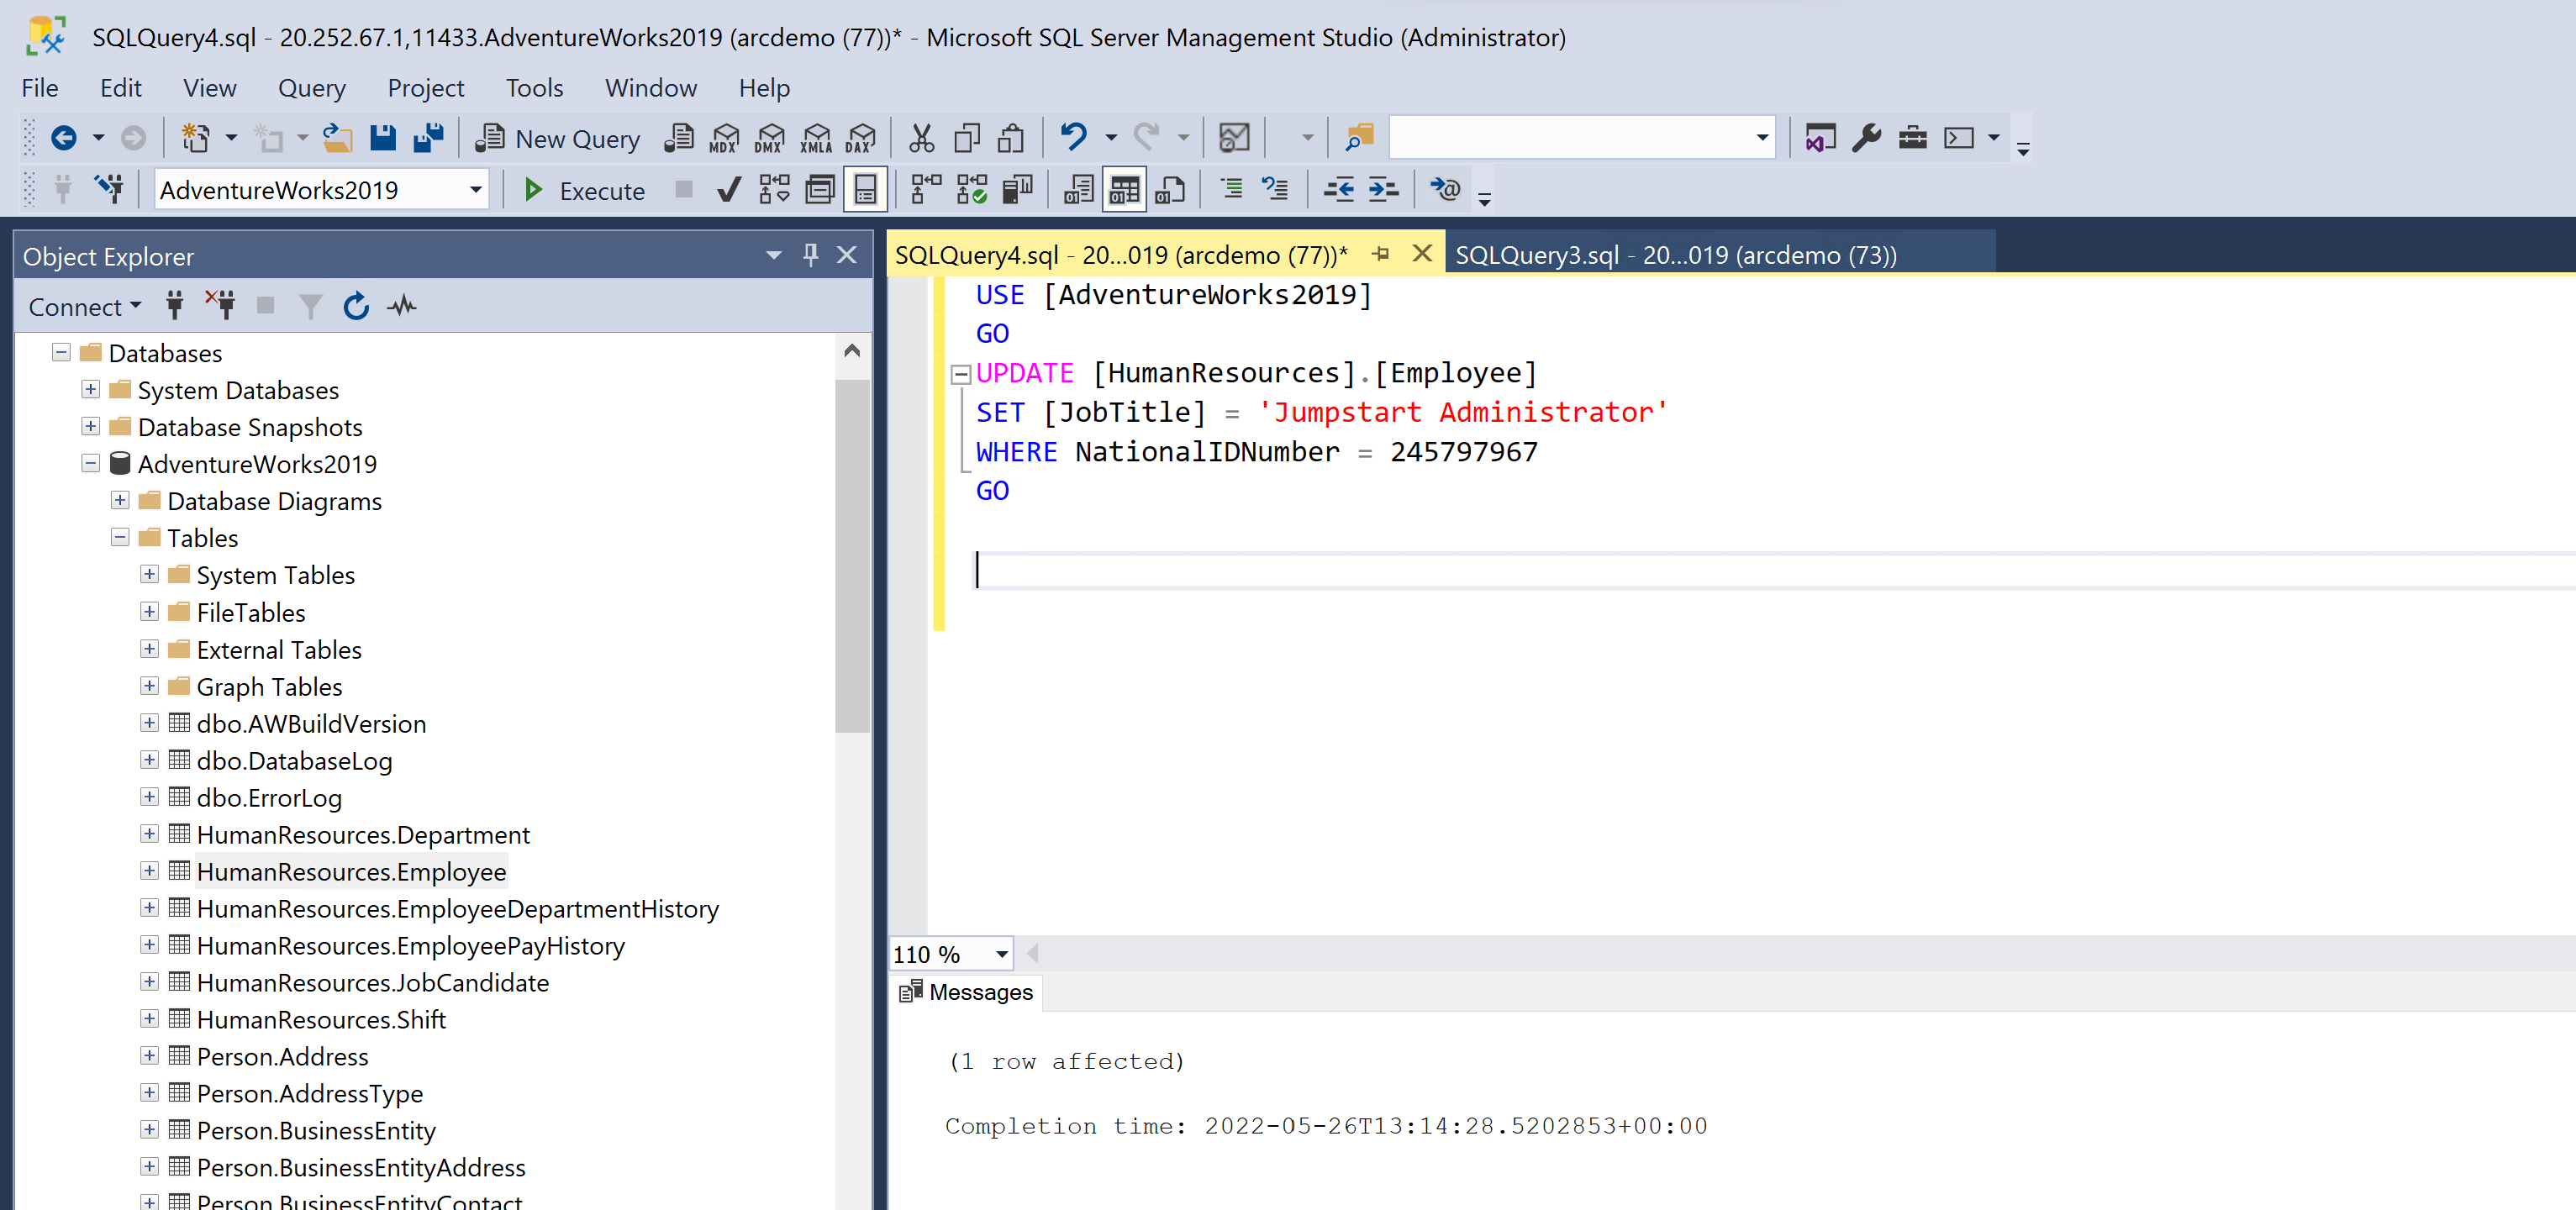 SQLQuery4.sql - 20.252.67.1,11433.AdventureWorks2019 (arcdemo (77))* - Microsoft SQL Server Management Studio (Administrator)
File Edit View Query Project Tools Window Help
New Query MDX DMX XMLA DAX
AdventureWorks2019 Execute
Object Explorer
Connect
Databases
System Databases
Database Snapshots
AdventureWorks2019
Database Diagrams
Tables
System Tables
FileTables
External Tables
Graph Tables
dbo.AWBuildVersion
dbo.DatabaseLog
dbo.ErrorLog
HumanResources.Department
HumanResources.Employee
HumanResources.EmployeeDepartmentHistory
HumanResources.EmployeePayHistory
HumanResources.JobCandidate
HumanResources.Shift
Person.Address
Person.AddressType
Person.BusinessEntity
Person.BusinessEntityAddress
Person.BusinessEntityContact
SQLQuery4.sql - 20...019 (arcdemo (77))* SQLQuery3.sql - 20...019 (arcdemo (73))
USE [AdventureWorks2019]
GO
UPDATE [HumanResources].[Employee]
SET [JobTitle] = 'Jumpstart Administrator'
WHERE NationalIDNumber = 245797967
GO
110 %
Messages
(1 row affected)
Completion time: 2022-05-26T13:14:28.5202853+00:00